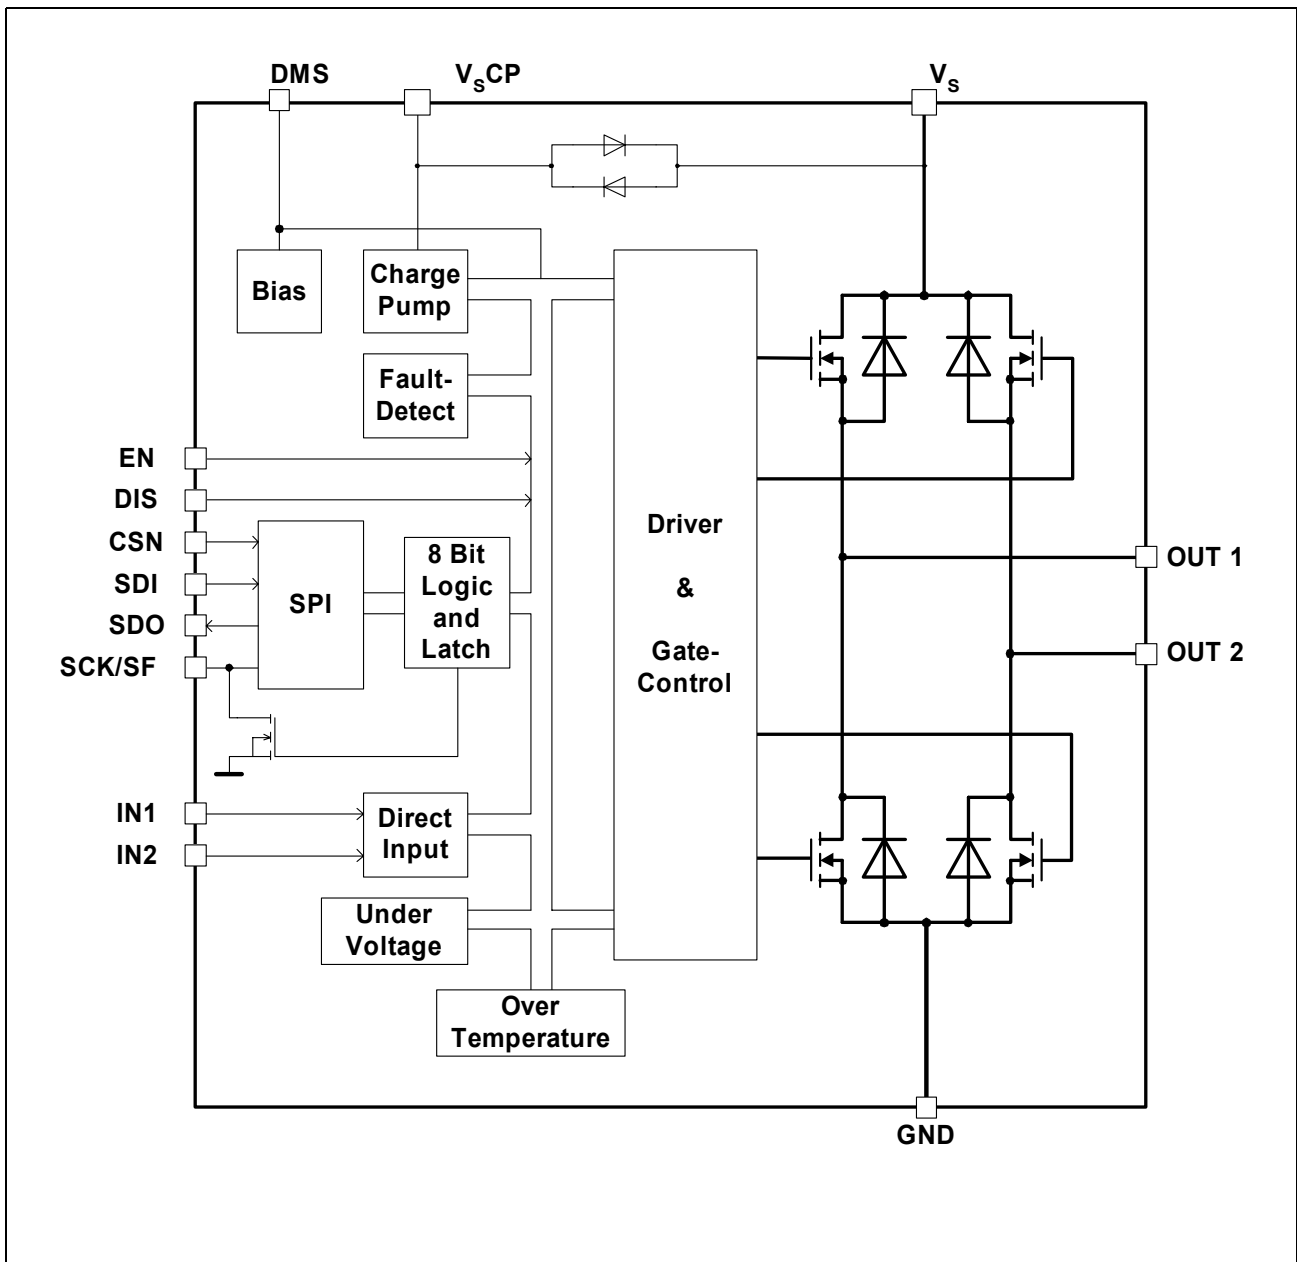 DMS
VSCP
VS
Bias
Charge
Pump
Fault-
Detect
EN
DIS
CSN
SDI
SDO
SCK/SF
SPI
8 Bit
Logic
and
Latch
Driver
&
Gate-
Control
OUT 1
OUT 2
IN1
IN2
Direct
Input
Under
Voltage
Over
Temperature
GND